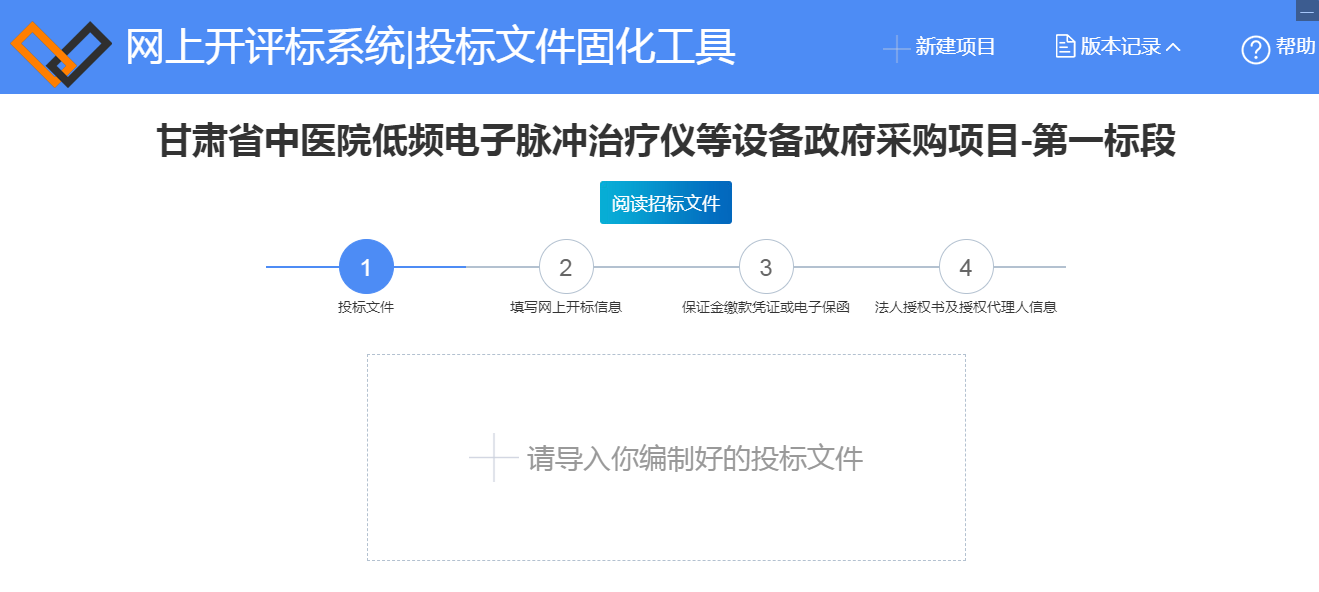 网上开评标系统|投标文件固化工具
新建项目
版本记录
帮助
甘肃省中医院低频电子脉冲治疗仪等设备政府采购项目-第一标段
阅读招标文件
1
2
3
4
投标文件
填写网上开标信息
保证金缴款凭证或电子保函
法人授权书及授权代理人信息
请导入你编制好的投标文件